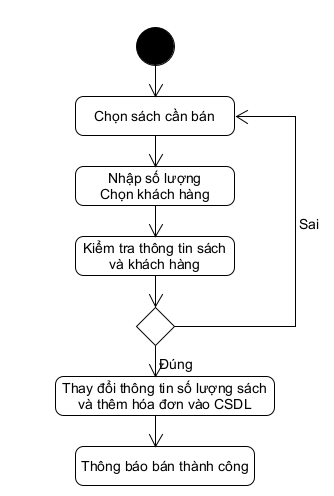 Chọn sách cần bán
Nhập số lượng
Chọn khách hàng
Sai
Kiểm tra thông tin sách
và khách hàng
Đúng
Thay đổi thông tin số lượng sách
và thêm hóa đơn vào CSDL
Thông báo bán thành công